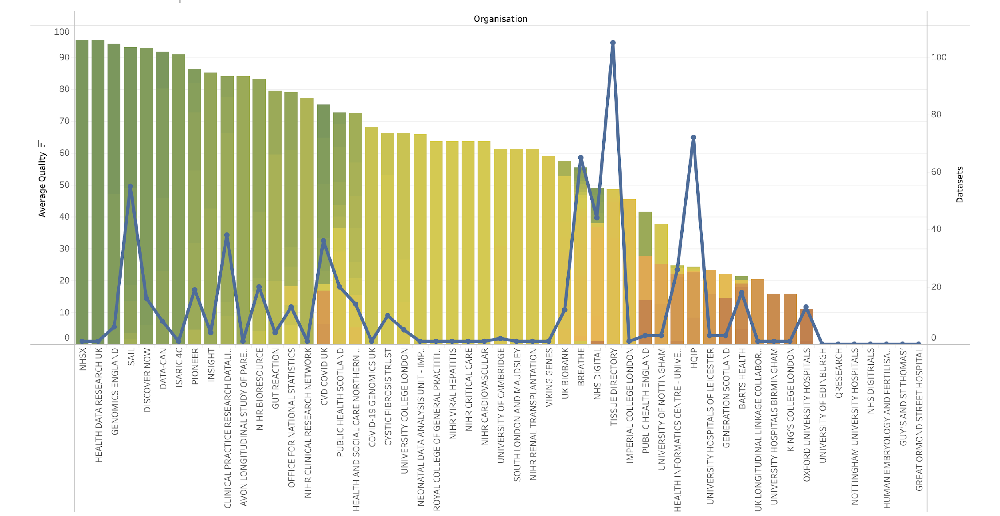 Organisation
Average Quality
100
90
80
70
60
50
40
30
20
10
0
100
80
60
40
20
0
Datasets
NHSX
HEALTH DATA RESEARCH UK
GENOMICS ENGLAND
SAIL
DISCOVER NOW
DATA-CAN
ISARIC 4C
PIONEER
INSIGHT
CLINICAL PRACTICE RESEARCH DATALI..
AVON LONGITUDINAL STUDY OF PARE..
NIHR BIORESOURCE
GUT REACTION
OFFICE FOR NATIONAL STATISTICS
NIHR CLINICAL RESEARCH NETWORK
CVD COVID UK
PUBLIC HEALTH SCOTLAND
HEALTH AND SOCIAL CARE NORTHERN ..
COVID-19 GENOMICS UK
CYSTIC FIBROSIS TRUST
UNIVERSITY COLLEGE LONDON
NEONATAL DATA ANALYSIS UNIT - IMP..
ROYAL COLLEGE OF GENERAL PRACTITI..
NIHR VIRAL HEPATITIS
NIHR CRITICAL CARE
NIHR CARDIOVASCULAR
UNIVERSITY OF CAMBRIDGE
SOUTH LONDON AND MAUDSLEY
NIHR RENAL TRANSPLANTATION
VIKING GENES
UK BIOBANK
BREATHE
NHS DIGITAL
TISSUE DIRECTORY
IMPERIAL COLLEGE LONDON
PUBLIC HEALTH ENGLAND
UNIVERSITY OF NOTTINGHAM
HEALTH INFORMATICS CENTRE - UNIVE..
HQIP
UNIVERSITY HOSPITALS OF LEICESTER
GENERATION SCOTLAND
BARTS HEALTH
UK LONGITUDINAL LINKAGE COLLABOR..
UNIVERSITY HOSPITALS BIRMINGHAM
KING'S COLLEGE LONDON
OXFORD UNIVERSITY HOSPITALS
UNIVERSITY OF EDINBURGH
QRESEARCH
NOTTINGHAM UNIVERSITY HOSPITALS
NHS DIGITRIALS
HUMAN EMBRYOLOGY AND FERTILISA..
GUY'S AND ST THOMAS'
GREAT ORMOND STREET HOSPITAL